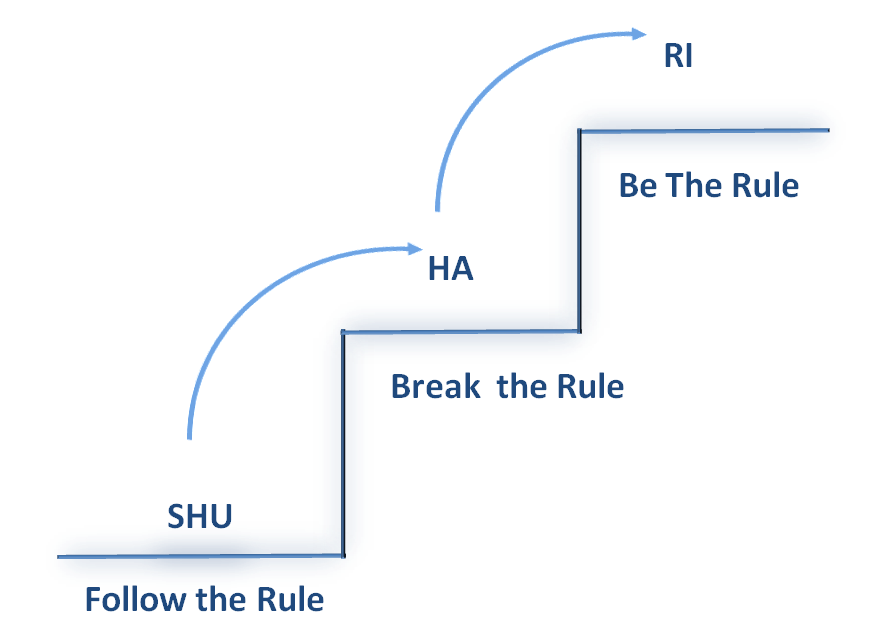 RI
Be The Rule
HA
Break the Rule
SHU
Follow the Rule